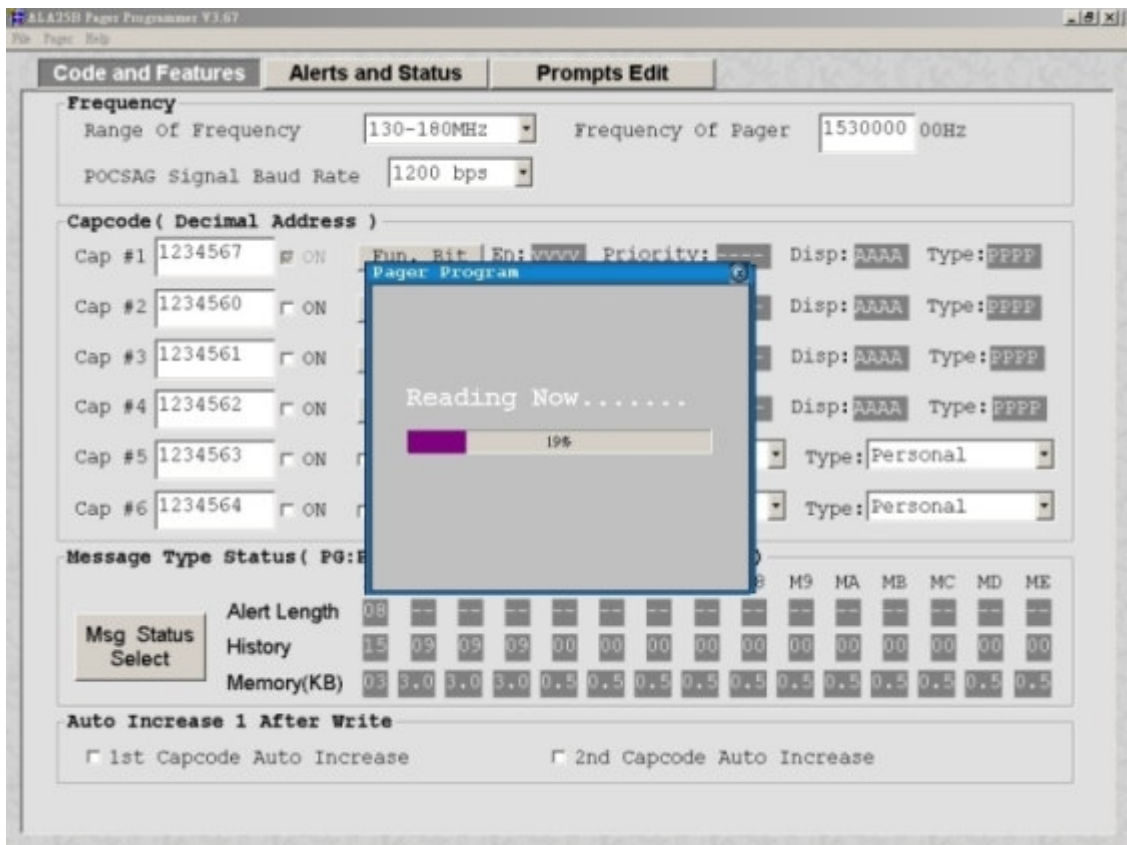 ALA25B Pager Programmer V3.67
File Pager Help
Code and Features Alerts and Status Prompts Edit
Frequency
Range Of Frequency 130-180MHz Frequency Of Pager 1530000 00Hz
POCSAG Signal Baud Rate 1200 bps
Capcode( Decimal Address )
Cap #1 1234567 ON Fun. Bit En: YYYY Priority: ---- Disp: AAAA Type: PPPP
Pager Program
Cap #2 1234560 ON Disp: AAAA Type: PPPP
Cap #3 1234561 ON Disp: AAAA Type: PPPP
Reading Now.......
Cap #4 1234562 ON Disp: AAAA Type: PPPP
19%
Cap #5 1234563 ON Type: Personal
Cap #6 1234564 ON Type: Personal
Message Type Status( PG:
M9 MA MB MC MD ME
Alert Length 08 -- -- -- -- -- -- -- -- -- -- -- -- -- --
Msg Status Select
History 15 09 09 09 00 00 00 00 00 00 00 00 00 00 00
Memory(KB) 03 3.0 3.0 3.0 0.5 0.5 0.5 0.5 0.5 0.5 0.5 0.5 0.5 0.5 0.5
Auto Increase 1 After Write
1st Capcode Auto Increase 2nd Capcode Auto Increase